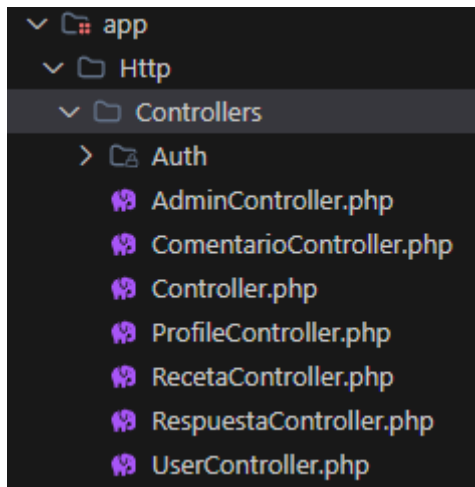 app
Http
Controllers
Auth
AdminController.php
ComentarioController.php
Controller.php
ProfileController.php
RecetaController.php
RespuestaController.php
UserController.php